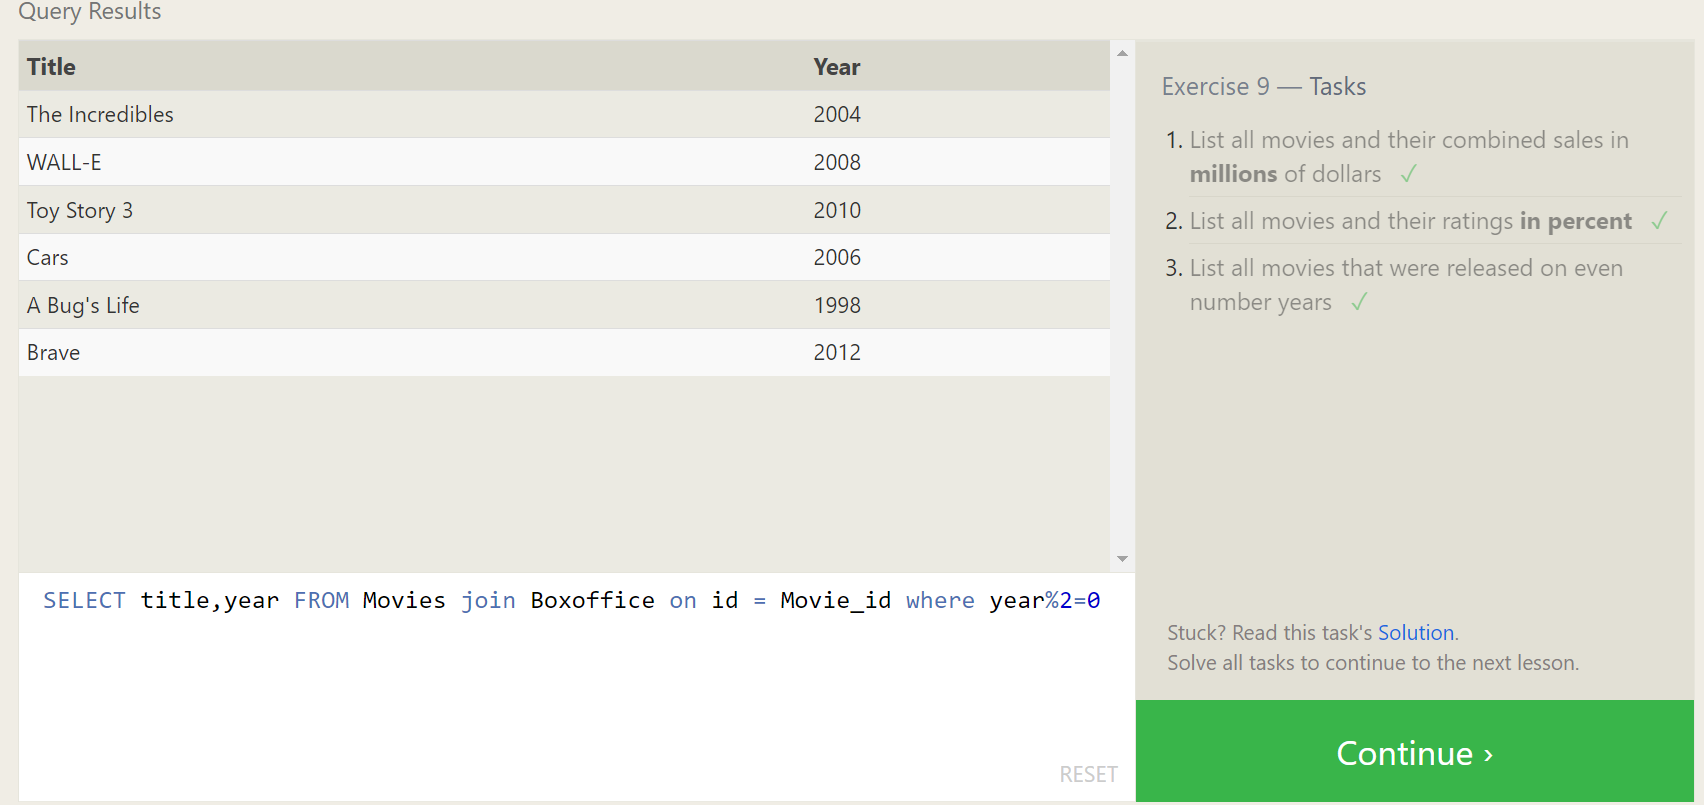 Query Results
Title Year
The Incredibles 2004
WALL-E 2008
Toy Story 3 2010
Cars 2006
A Bug's Life 1998
Brave 2012
SELECT title,year FROM Movies join Boxoffice on id = Movie_id where year%2=0
RESET
Exercise 9 — Tasks
1. List all movies and their combined sales in
millions of dollars ✓
2. List all movies and their ratings in percent ✓
3. List all movies that were released on even
number years ✓
Stuck? Read this task's Solution.
Solve all tasks to continue to the next lesson.
Continue ›